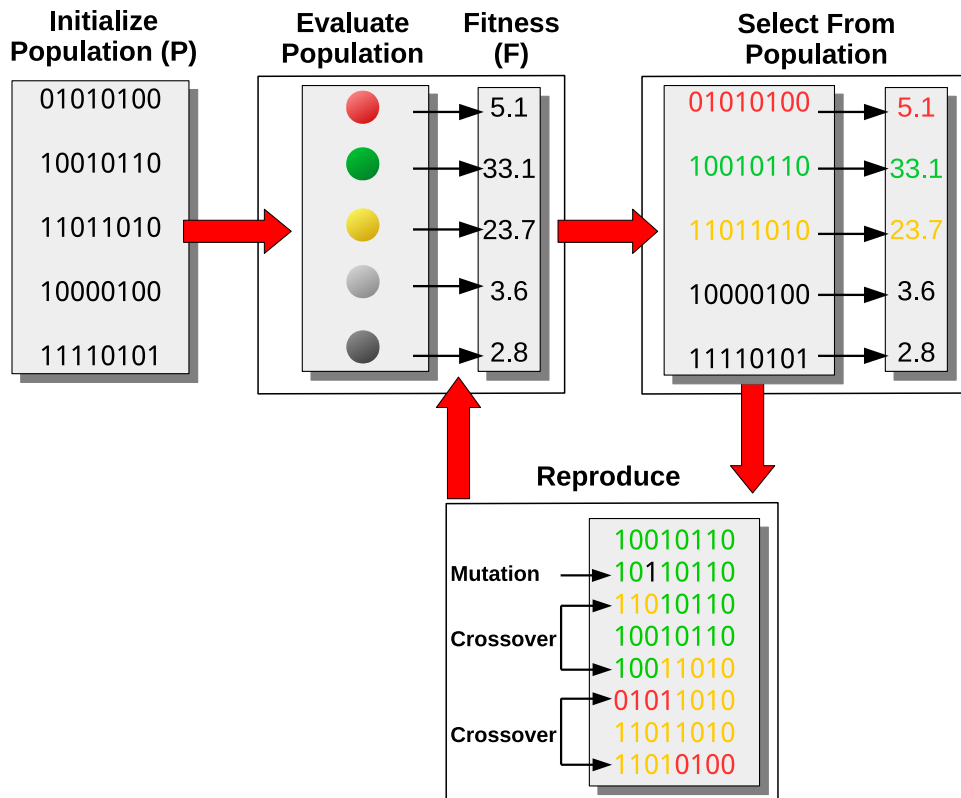 Initialize
Population (P)
01010100
10010110
11011010
10000100
11110101
Evaluate
Population
Fitness
(F)
5.1
33.1
23.7
3.6
2.8
Select From
Population
01010100
5.1
10010110
33.1
11011010
23.7
10000100
3.6
11110101
2.8
Reproduce
10010110
Mutation
10110110
11010110
Crossover
10010110
10011010
01011010
Crossover
11011010
11010100